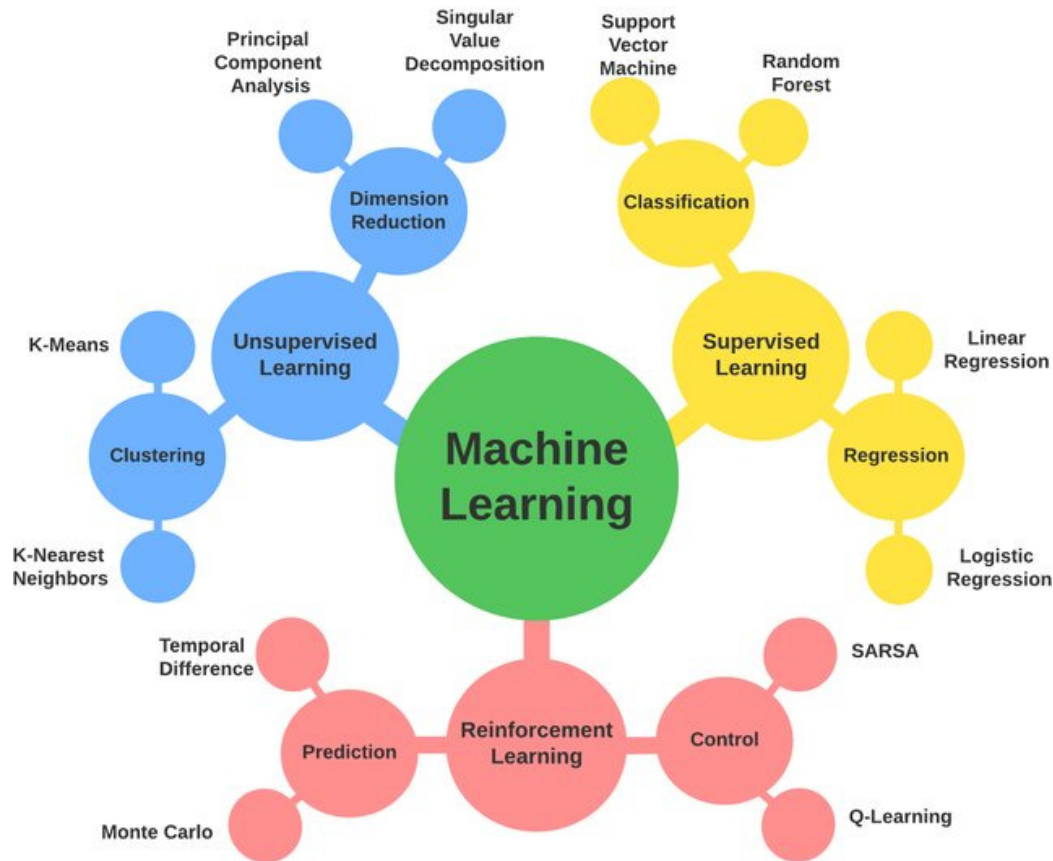 Principal
Component
Analysis
Singular
Value
Decomposition
Support
Vector
Machine
Random
Forest
Dimension
Reduction
Classification
K-Means
Unsupervised
Learning
Supervised
Learning
Linear
Regression
Clustering
Machine
Learning
Regression
K-Nearest
Neighbors
Logistic
Regression
Temporal
Difference
SARSA
Prediction
Reinforcement
Learning
Control
Monte Carlo
Q-Learning